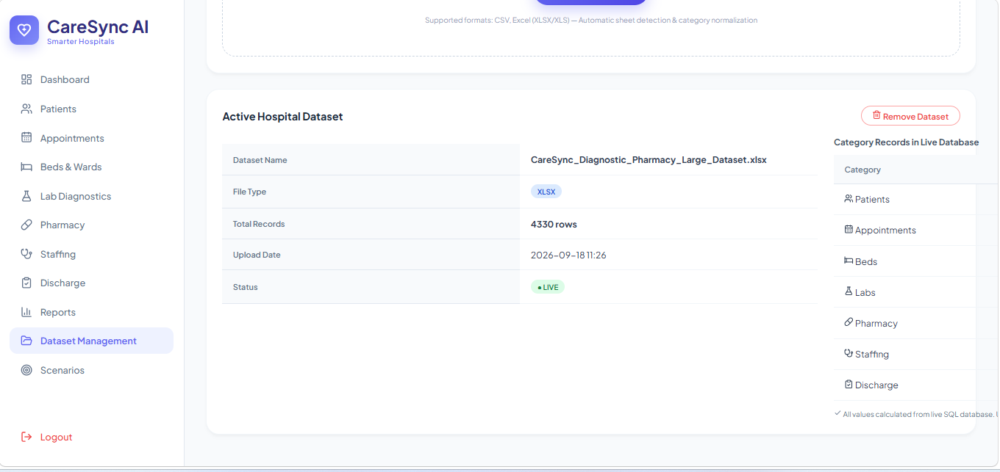 CareSync AI
Smarter Hospitals
Dashboard
Patients
Appointments
Beds & Wards
Lab Diagnostics
Pharmacy
Staffing
Discharge
Reports
Dataset Management
Scenarios
Logout
Supported formats: CSV, Excel (XLSX/XLS) — Automatic sheet detection & category normalization
Active Hospital Dataset
Remove Dataset
Dataset Name CareSync_Diagnostic_Pharmacy_Large_Dataset.xlsx
File Type XLSX
Total Records 4330 rows
Upload Date 2026-09-18 11:26
Status • LIVE
Category Records in Live Database
Category
Patients
Appointments
Beds
Labs
Pharmacy
Staffing
Discharge
✓ All values calculated from live SQL database.